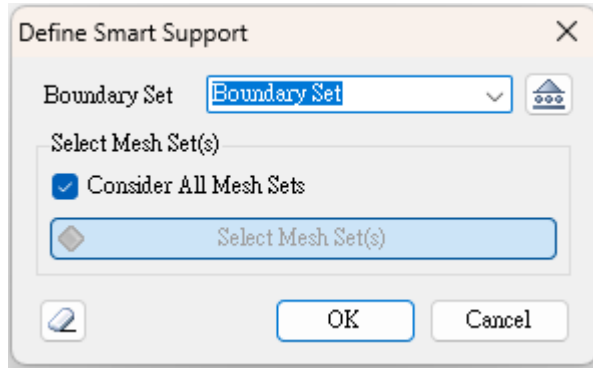 Define Smart Support
Boundary Set Boundary Set
Select Mesh Set(s)
Consider All Mesh Sets
Select Mesh Set(s)
OK Cancel